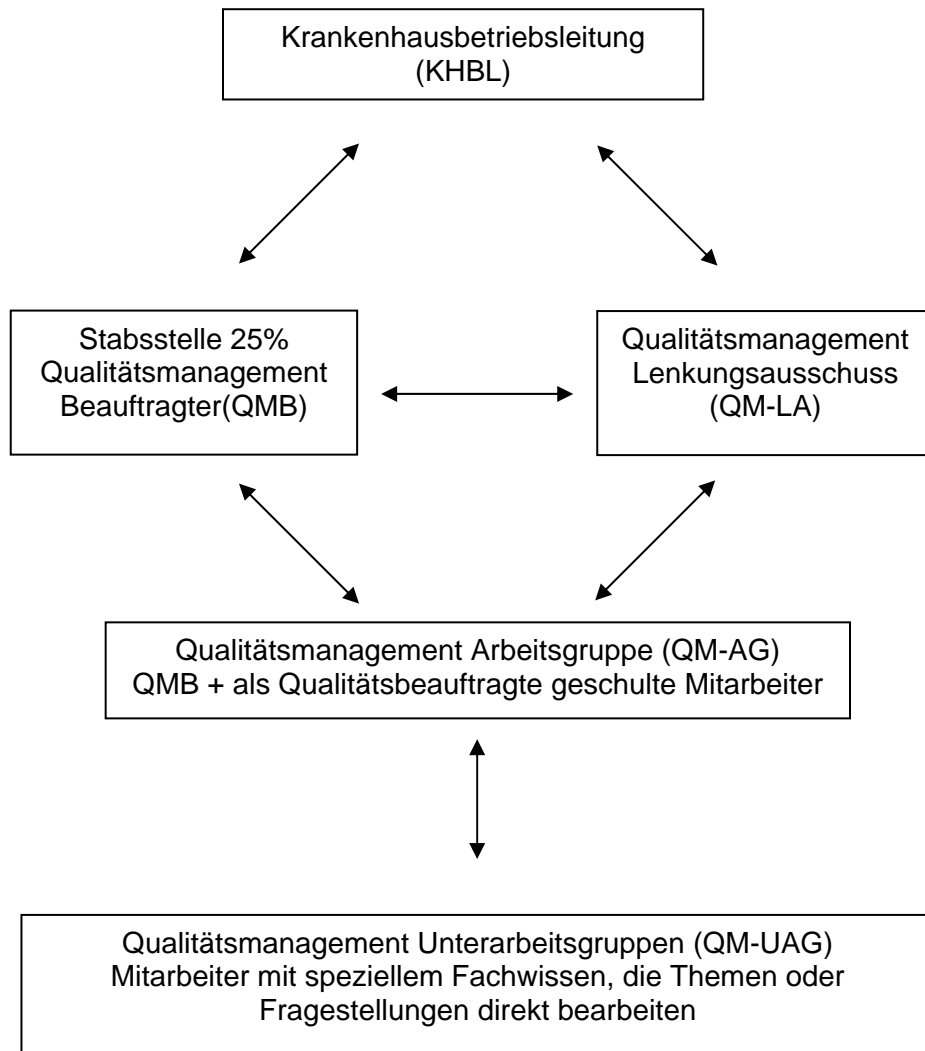 Krankenhausbetriebsleitung
(KHBL)
Stabsstelle 25%
Qualitätsmanagement
Beauftragter(QMB)
Qualitätsmanagement
Lenkungsausschuss
(QM-LA)
Qualitätsmanagement Arbeitsgruppe (QM-AG)
QMB + als Qualitätsbeauftragte geschulte Mitarbeiter
Qualitätsmanagement Unterarbeitsgruppen (QM-UAG)
Mitarbeiter mit speziellem Fachwissen, die Themen oder
Fragestellungen direkt bearbeiten